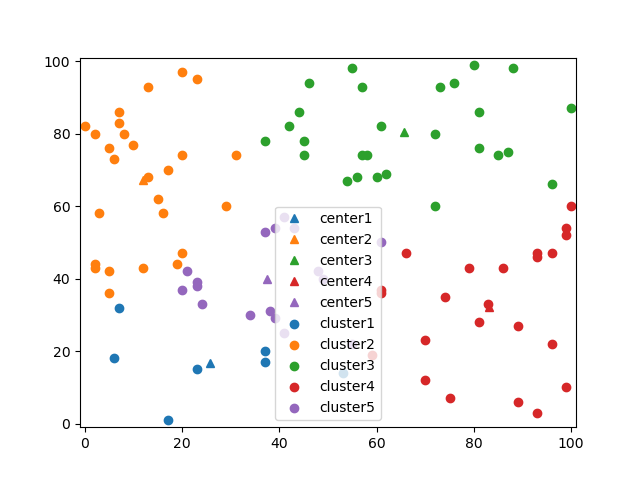 100
80
60
40
20
0
center1
center2
center3
center4
center5
cluster1
cluster2
cluster3
cluster4
cluster5
0 20 40 60 80 100